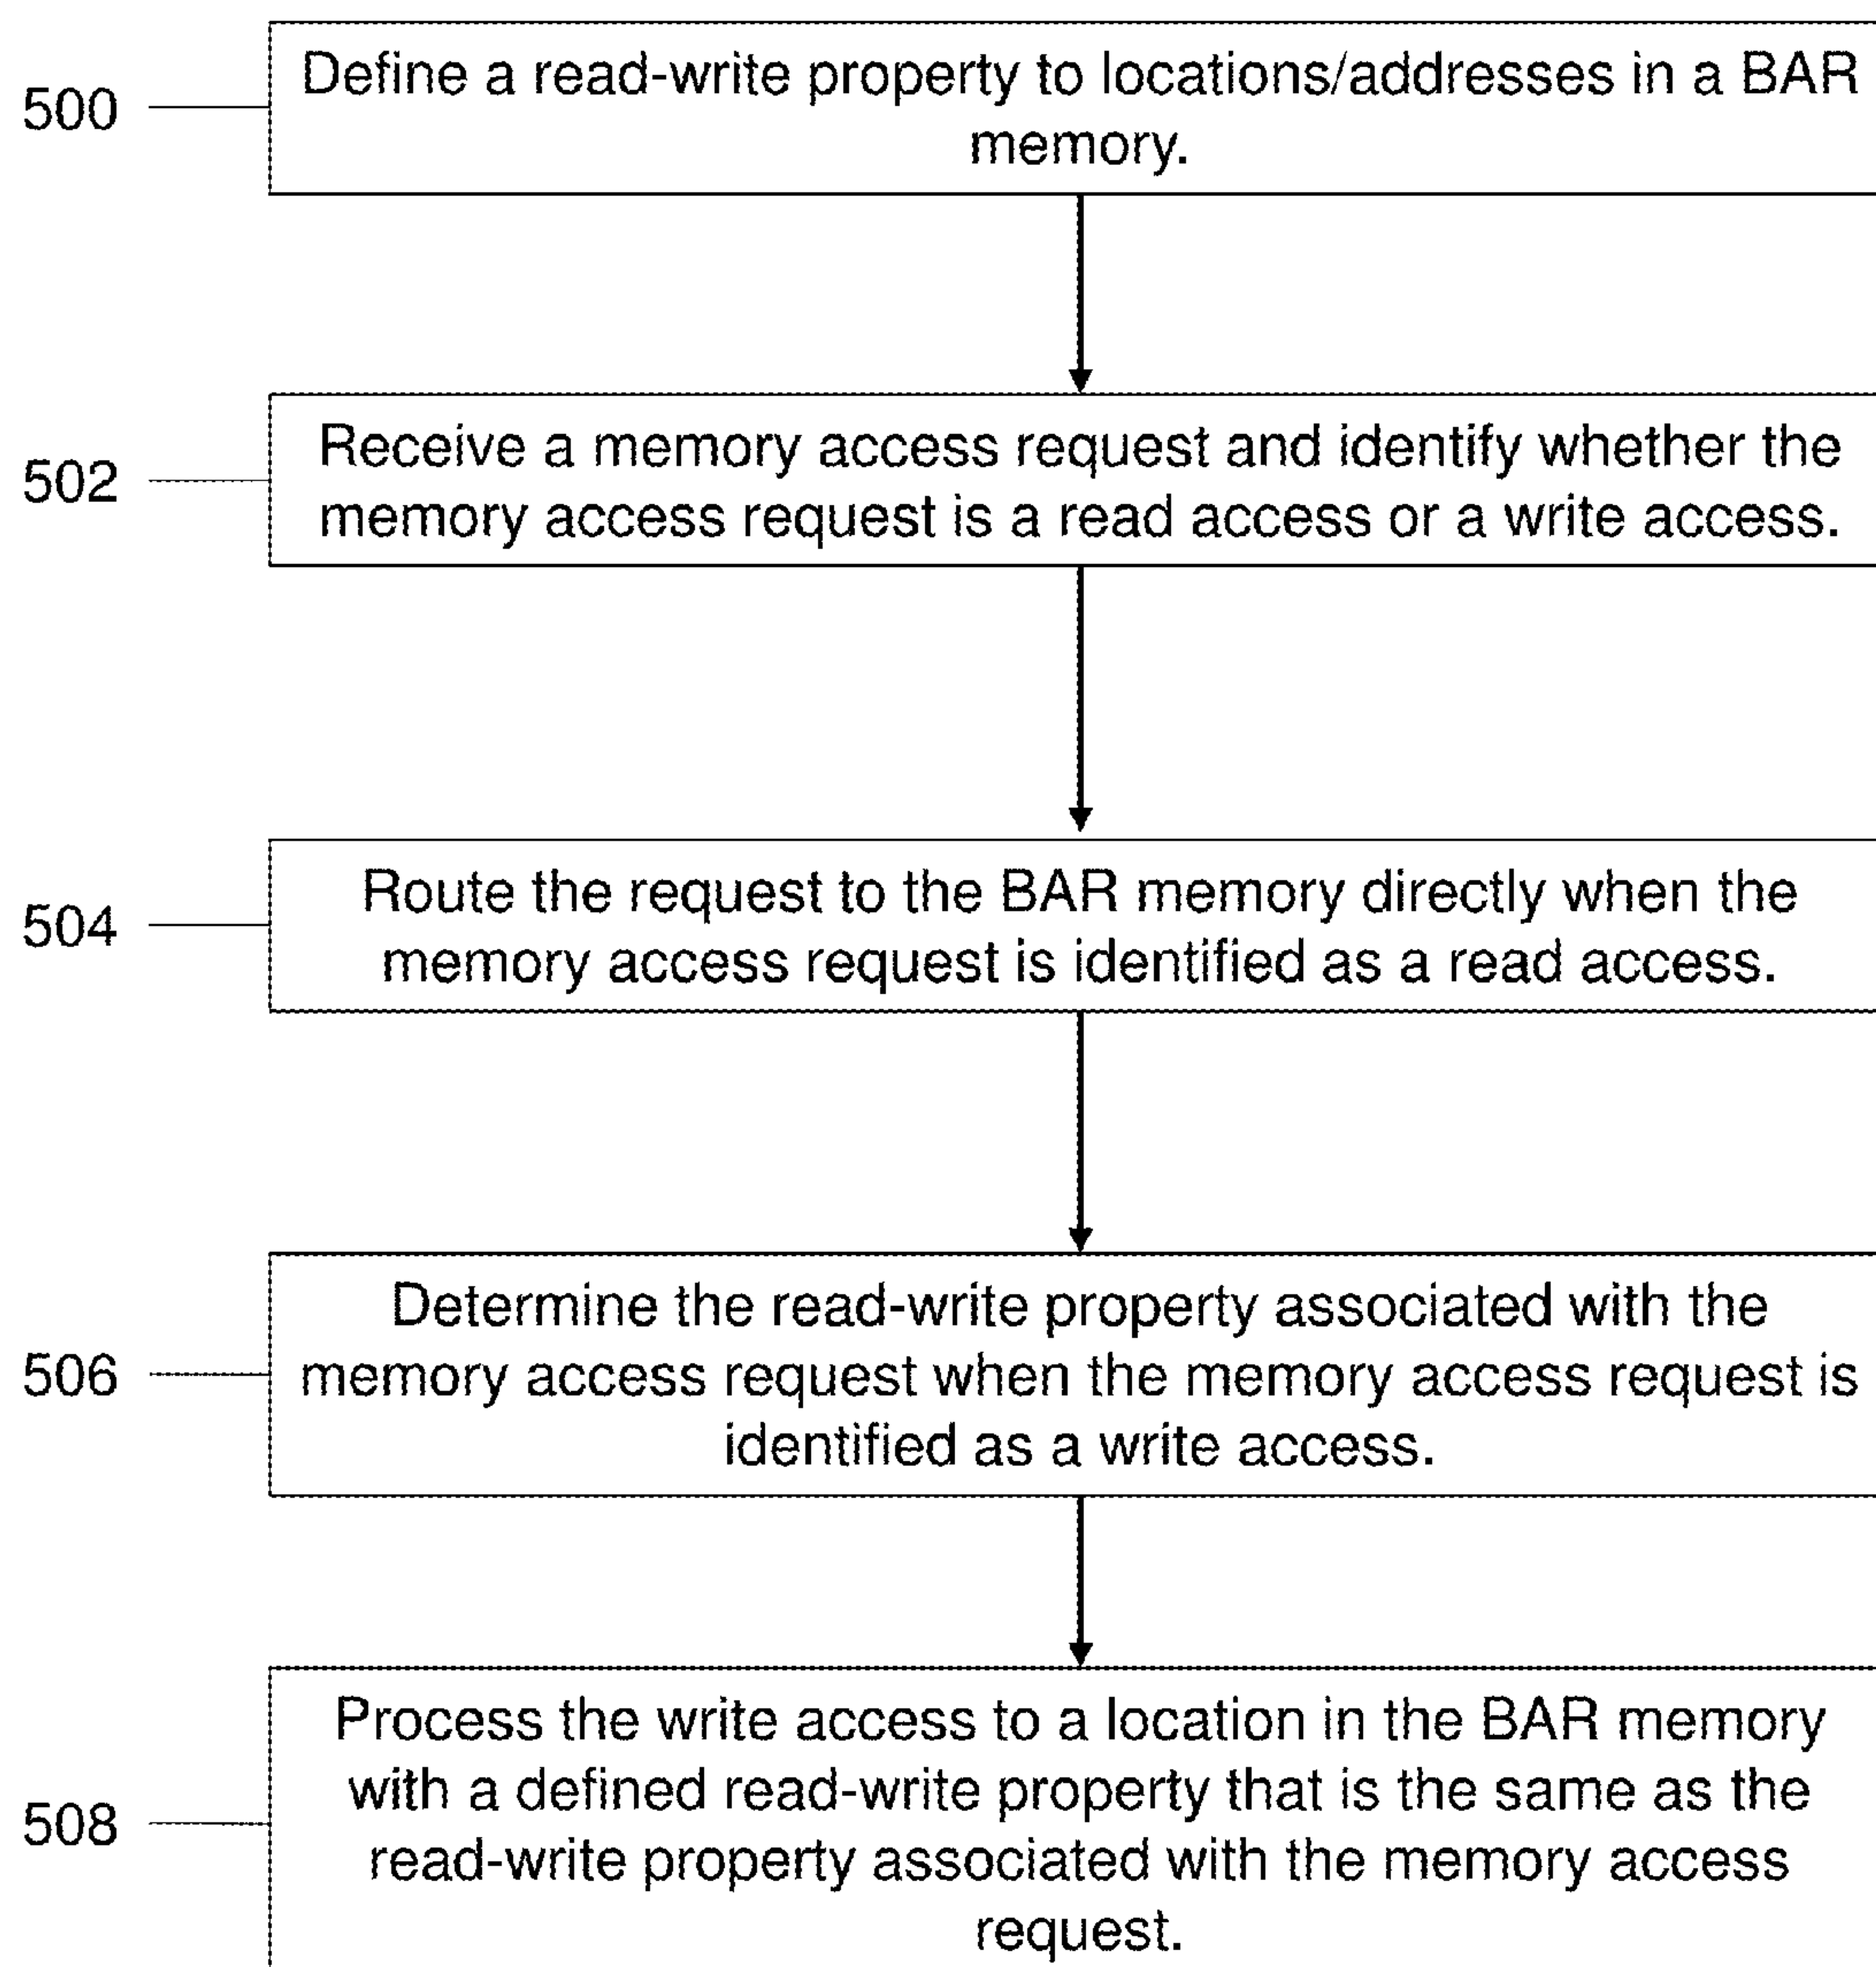 500
Define a read-write property to locations/addresses in a BAR
memory.
502
Receive a memory access request and identify whether the
memory access request is a read access or a write access.
504
Route the request to the BAR memory directly when the
memory access request is identified as a read access.
506
Determine the read-write property associated with the
memory access request when the memory access request is
identified as a write access.
508
Process the write access to a location in the BAR memory
with a defined read-write property that is the same as the
read-write property associated with the memory access
request.